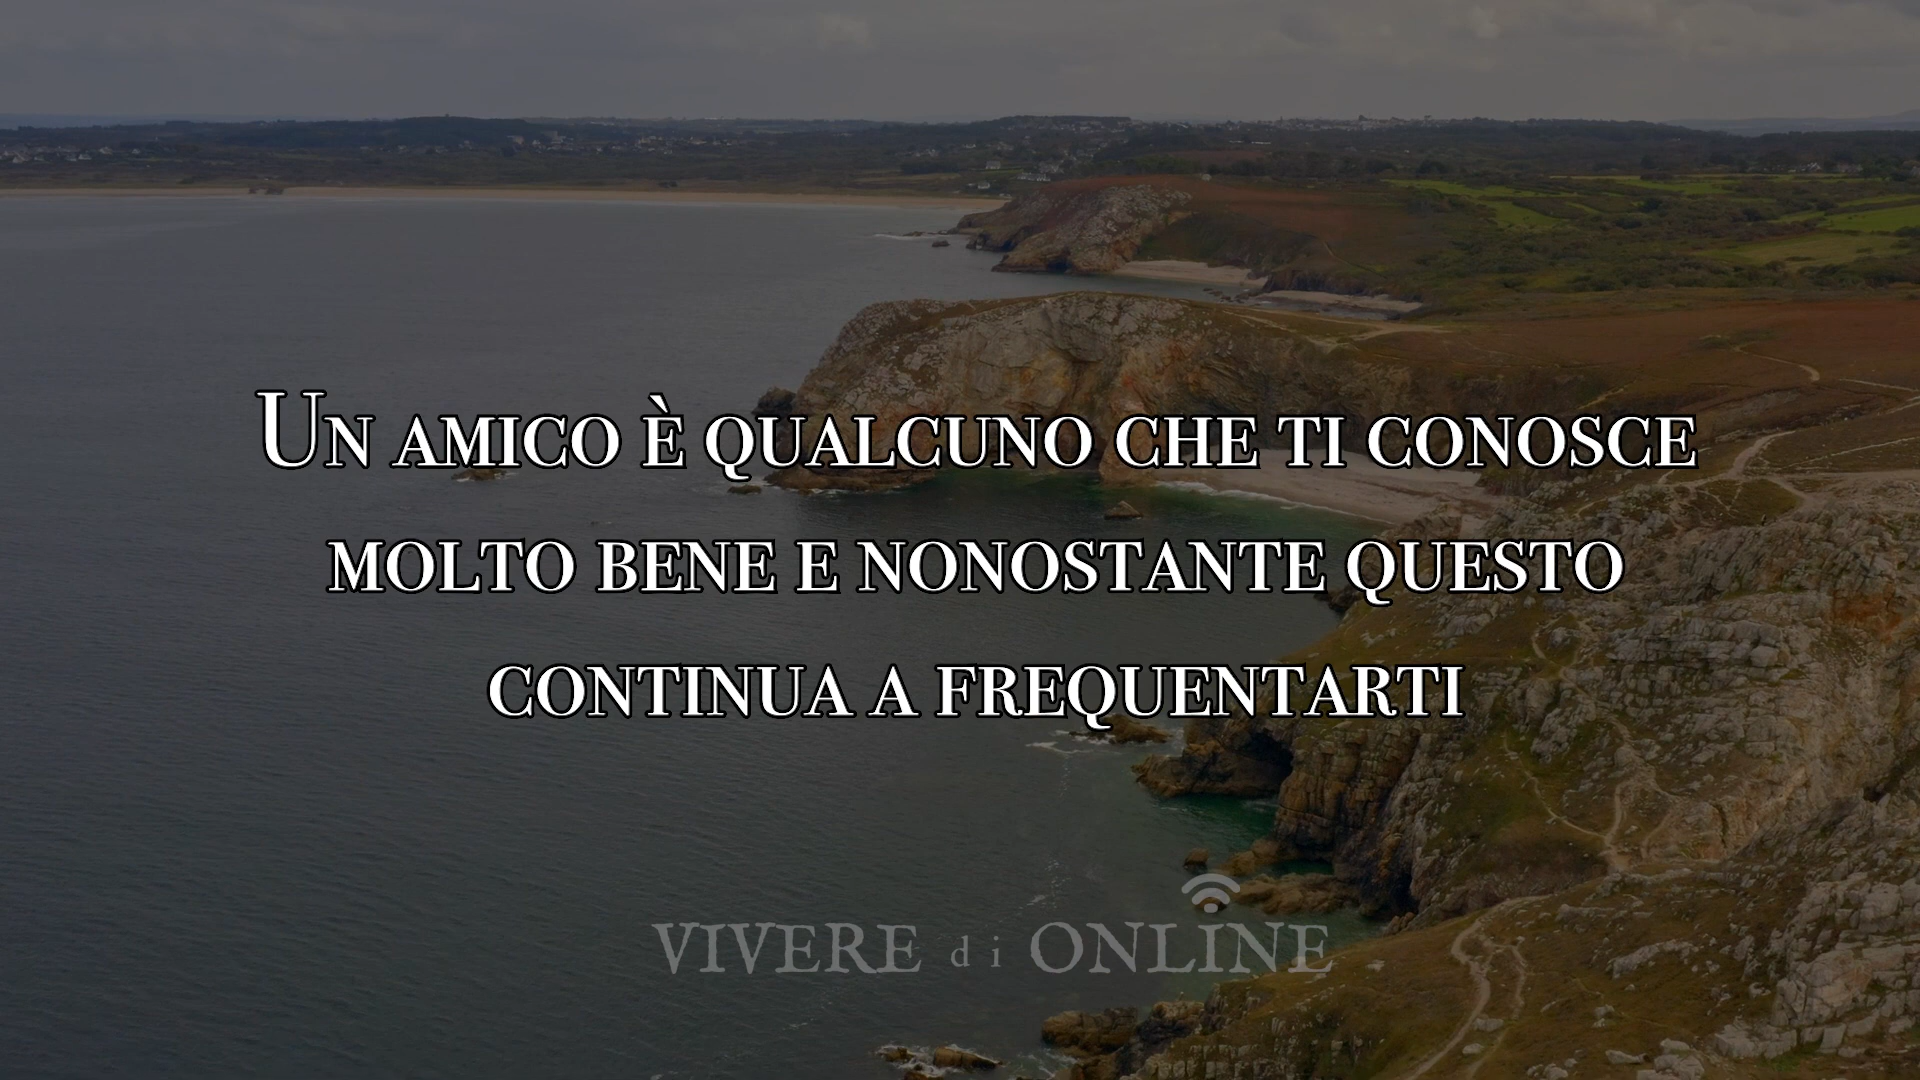 Un amico è qualcuno che ti conosce
molto bene e nonostante questo
continua a frequentarti
VIVERE di ONLINE